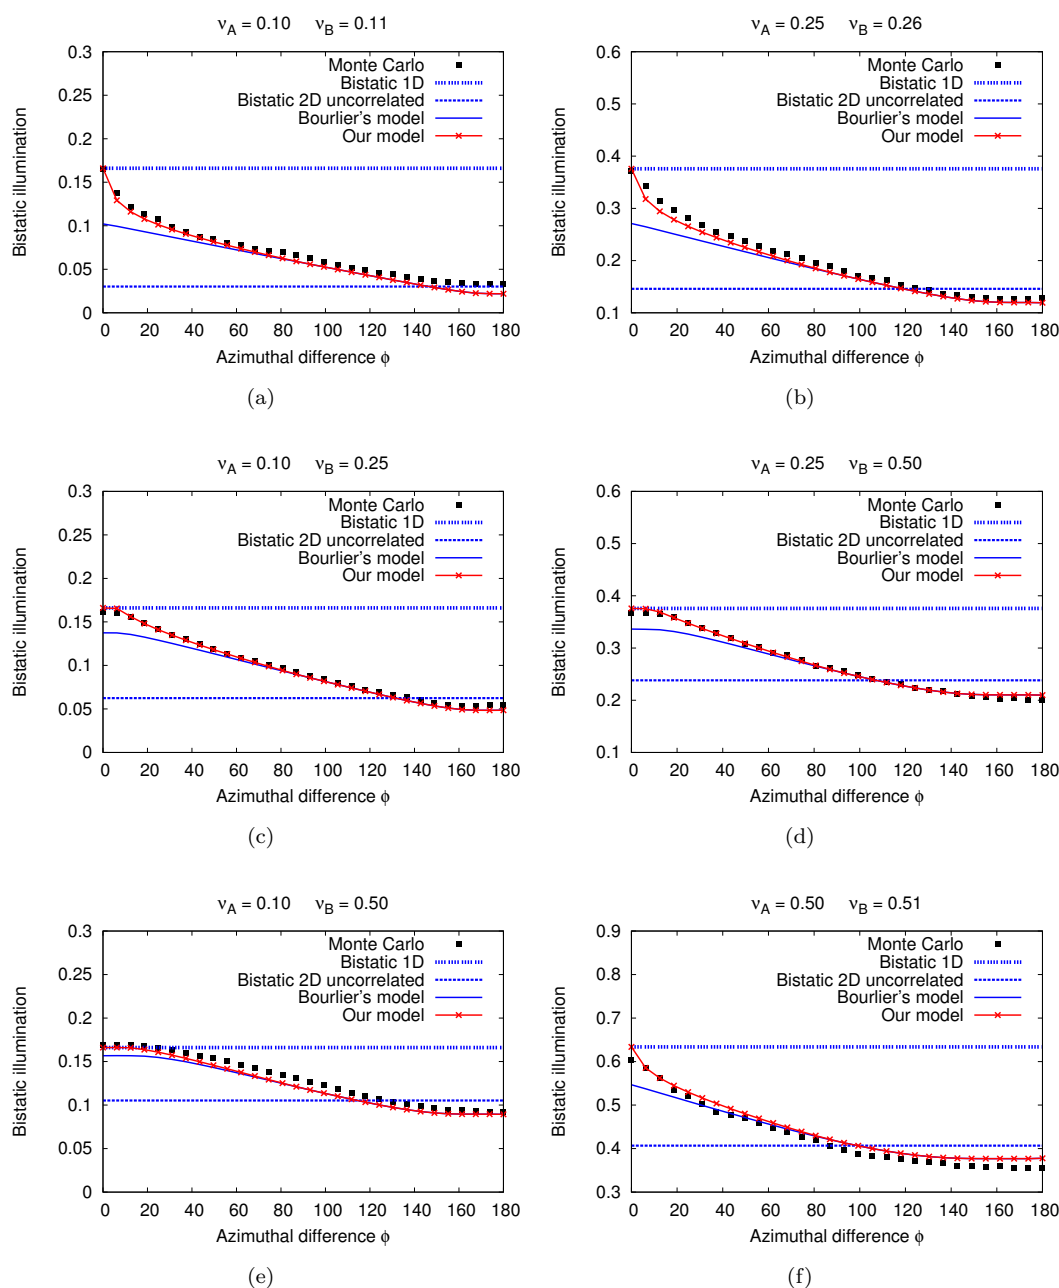 ν_A = 0.10 ν_B = 0.11
Bistatic illumination
0.3
0.25
0.2
0.15
0.1
0.05
0
Monte Carlo
Bistatic 1D
Bistatic 2D uncorrelated
Bourlier's model
Our model
0 20 40 60 80 100 120 140 160 180
Azimuthal difference ϕ
(a)
ν_A = 0.25 ν_B = 0.26
Bistatic illumination
0.6
0.5
0.4
0.3
0.2
0.1
Monte Carlo
Bistatic 1D
Bistatic 2D uncorrelated
Bourlier's model
Our model
0 20 40 60 80 100 120 140 160 180
Azimuthal difference ϕ
(b)
ν_A = 0.10 ν_B = 0.25
Bistatic illumination
0.3
0.25
0.2
0.15
0.1
0.05
0
Monte Carlo
Bistatic 1D
Bistatic 2D uncorrelated
Bourlier's model
Our model
0 20 40 60 80 100 120 140 160 180
Azimuthal difference ϕ
(c)
ν_A = 0.25 ν_B = 0.50
Bistatic illumination
0.6
0.5
0.4
0.3
0.2
0.1
Monte Carlo
Bistatic 1D
Bistatic 2D uncorrelated
Bourlier's model
Our model
0 20 40 60 80 100 120 140 160 180
Azimuthal difference ϕ
(d)
ν_A = 0.10 ν_B = 0.50
Bistatic illumination
0.3
0.25
0.2
0.15
0.1
0.05
0
Monte Carlo
Bistatic 1D
Bistatic 2D uncorrelated
Bourlier's model
Our model
0 20 40 60 80 100 120 140 160 180
Azimuthal difference ϕ
(e)
ν_A = 0.50 ν_B = 0.51
Bistatic illumination
0.9
0.8
0.7
0.6
0.5
0.4
0.3
Monte Carlo
Bistatic 1D
Bistatic 2D uncorrelated
Bourlier's model
Our model
0 20 40 60 80 100 120 140 160 180
Azimuthal difference ϕ
(f)